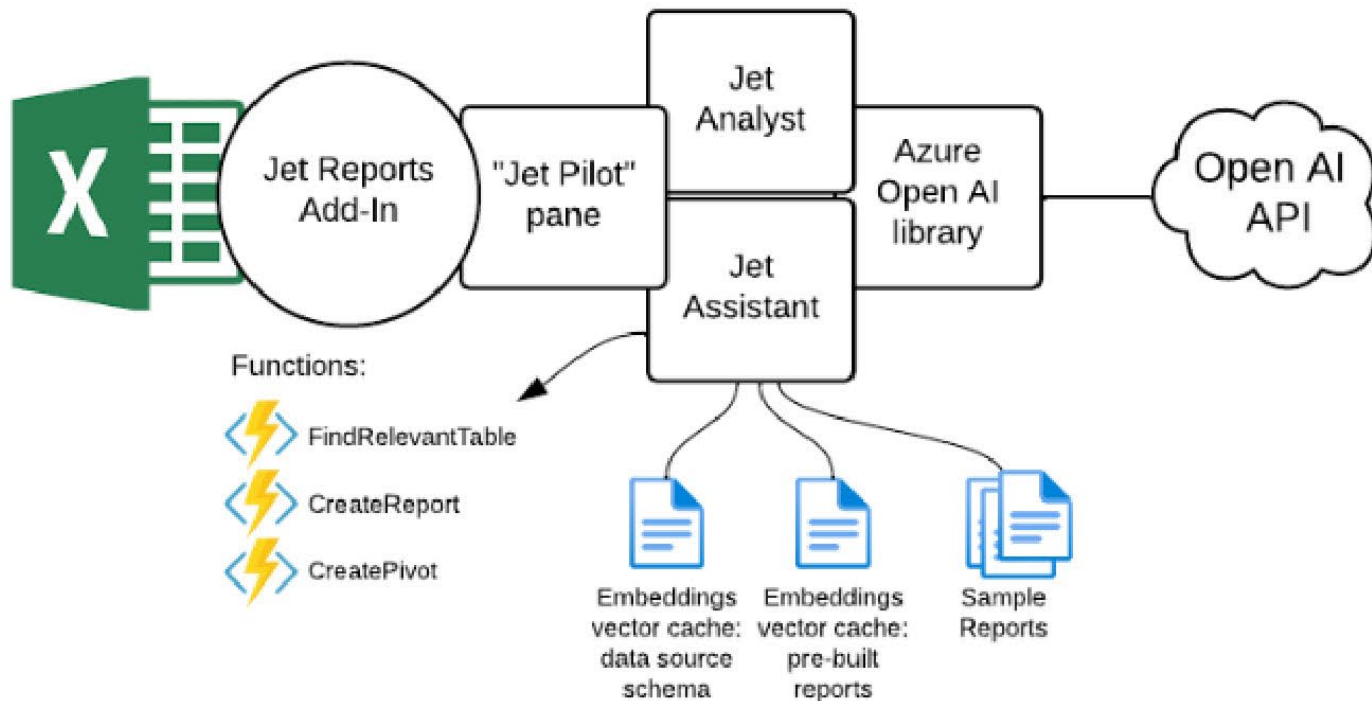 X
Jet Reports
Add-In
"Jet Pilot"
pane
Jet
Analyst
Jet
Assistant
Azure
Open AI
library
Open AI
API
Functions:
FindRelevantTable
CreateReport
CreatePivot
Embeddings
vector cache:
data source
schema
Embeddings
vector cache:
pre-built
reports
Sample
Reports